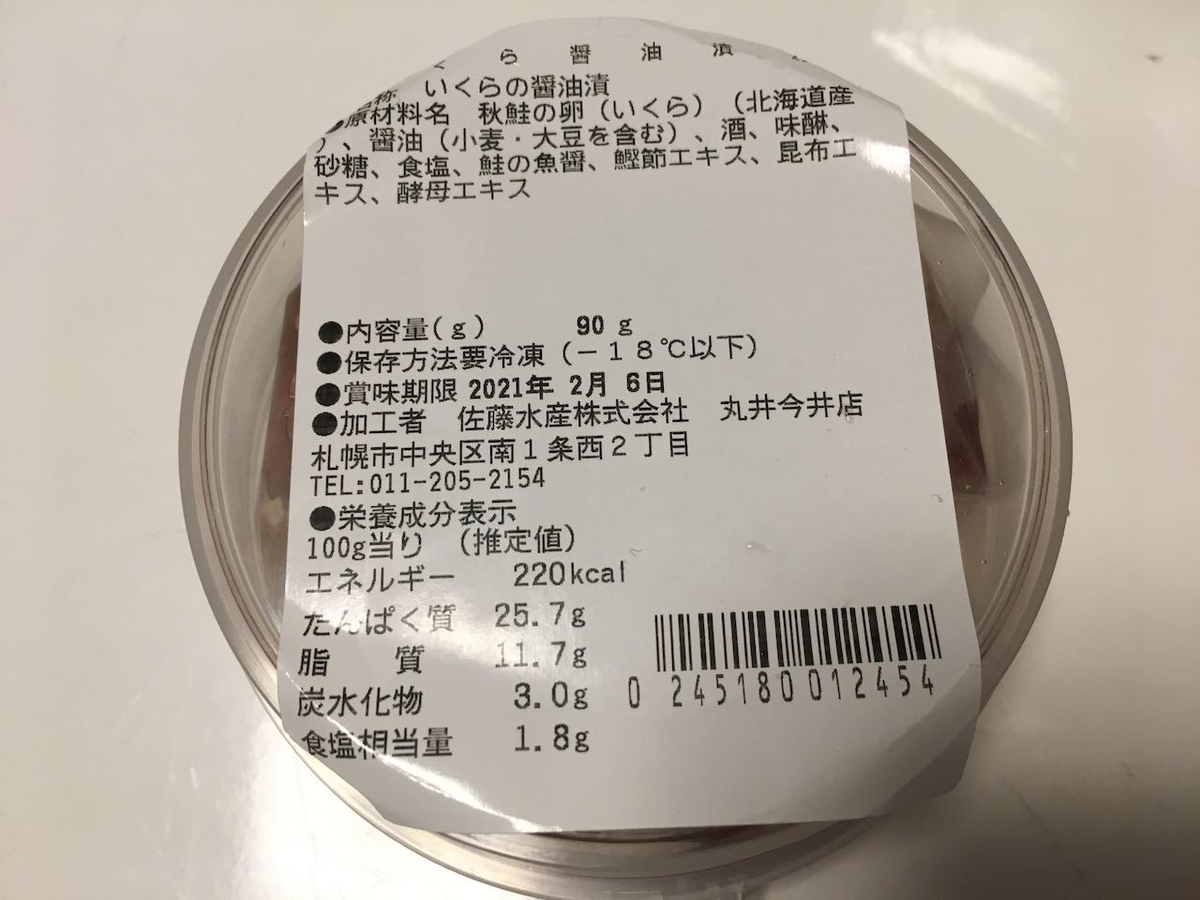 ら醤油漬
いくらの醤油漬
●原材料名 秋鮭の卵（いくら）（北海道産
）、醤油（小麦・大豆を含む）、酒、味醂、
砂糖、食塩、鮭の魚醤、鰹節エキス、昆布エ
キス、酵母エキス
●内容量(g) 90 g
●保存方法要冷凍（－18℃以下）
●賞味期限 2021年 2月 6日
●加工者 佐藤水産株式会社 丸井今井店
札幌市中央区南1条西2丁目
TEL:011-205-2154
●栄養成分表示
100g当り （推定値）
エネルギー 220kcal
たんぱく質 25.7g
脂質 11.7g
炭水化物 3.0g
食塩相当量 1.8g
0 245180 012454